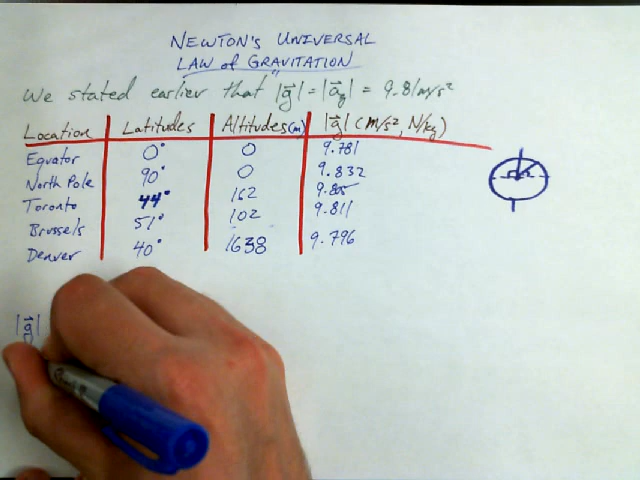 NEWTON'S UNIVERSAL
LAW of GRAVITATION
We stated earlier that |g⃗| = |a⃗g| = 9.81 m/s²
Location Latitudes Altitudes (m) |g⃗| (m/s², N/kg)
Equator 0° 0 9.781
North Pole 90° 0 9.832
Toronto 44° 162 9.805
Brussels 51° 102 9.811
Denver 40° 1638 9.796
|g⃗|